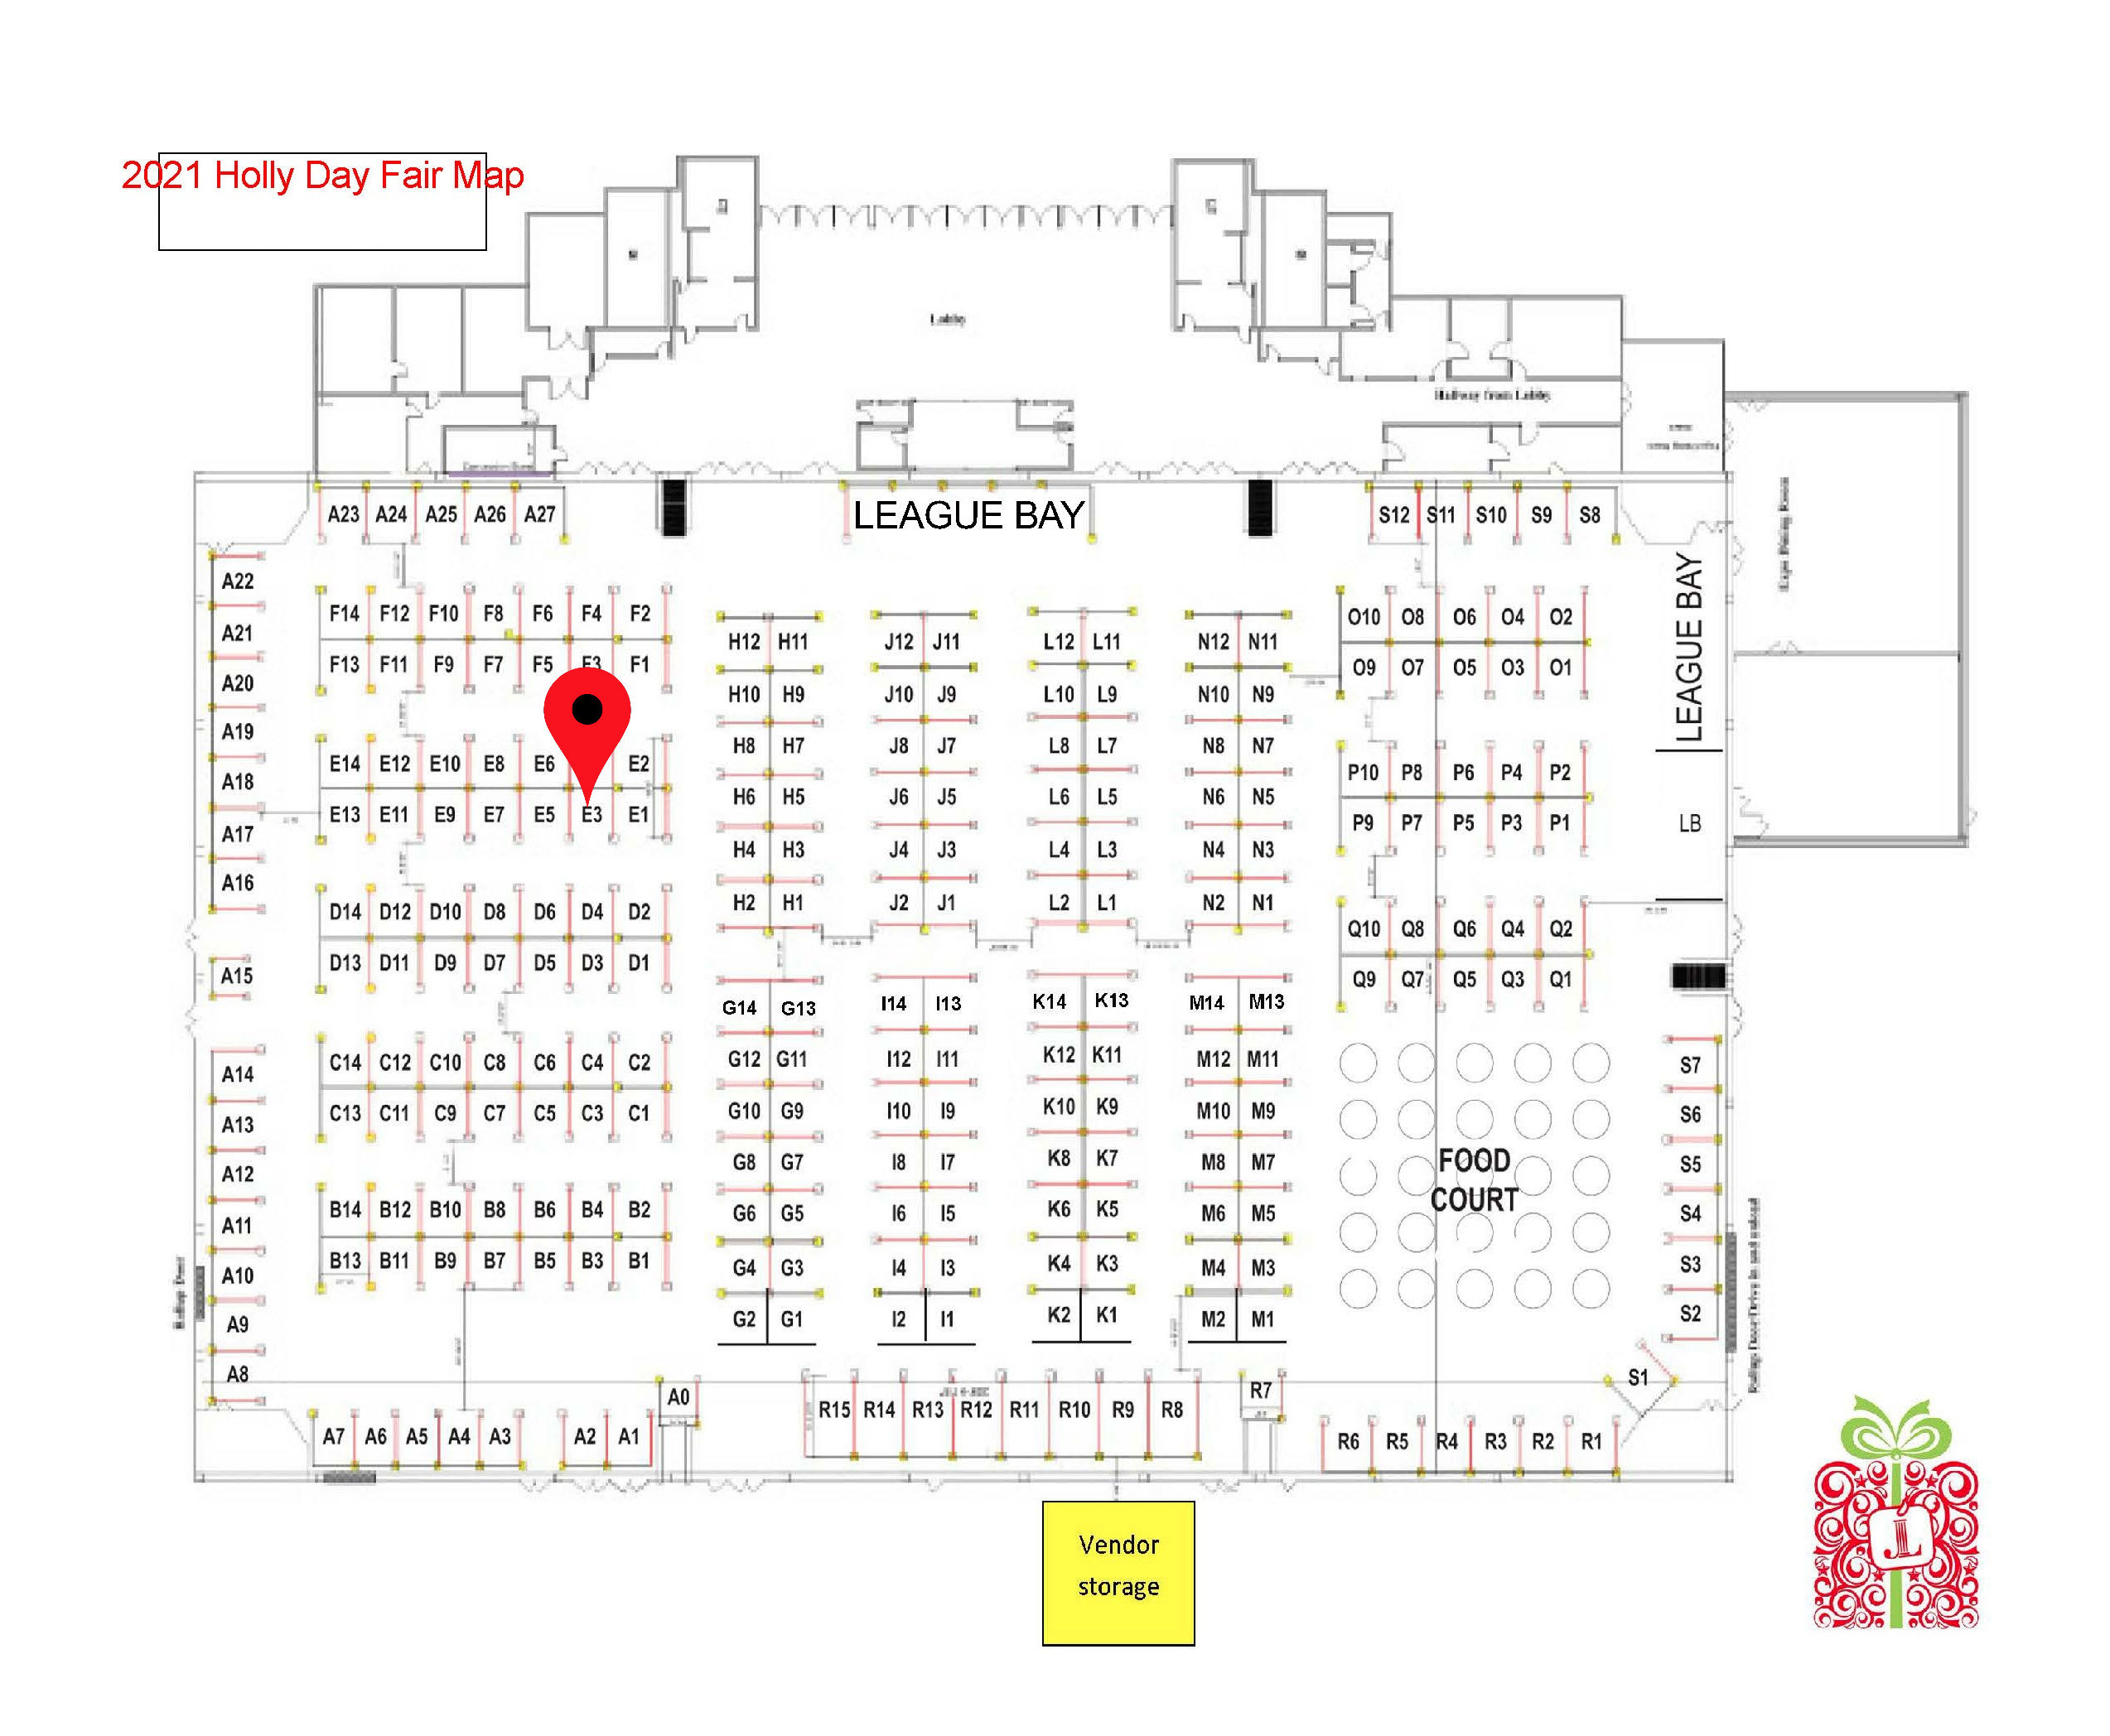 2021 Holly Day Fair Map
Lobby
Hallway from Lobby
LEAGUE BAY
A23 A24 A25 A26 A27
S12 S11 S10 S9 S8
A22
A21
A20
A19
A18
A17
A16
A15
A14
A13
A12
A11
A10
A9
A8
F14 F12 F10 F8 F6 F4 F2
F13 F11 F9 F7 F5 F3 F1
E14 E12 E10 E8 E6 E2
E13 E11 E9 E7 E5 E3 E1
D14 D12 D10 D8 D6 D4 D2
D13 D11 D9 D7 D5 D3 D1
C14 C12 C10 C8 C6 C4 C2
C13 C11 C9 C7 C5 C3 C1
B14 B12 B10 B8 B6 B4 B2
B13 B11 B9 B7 B5 B3 B1
H12 H11
H10 H9
H8 H7
H6 H5
H4 H3
H2 H1
G14 G13
G12 G11
G10 G9
G8 G7
G6 G5
G4 G3
G2 G1
J12 J11
J10 J9
J8 J7
J6 J5
J4 J3
J2 J1
I14 I13
I12 I11
I10 I9
I8 I7
I6 I5
I4 I3
I2 I1
L12 L11
L10 L9
L8 L7
L6 L5
L4 L3
L2 L1
K14 K13
K12 K11
K10 K9
K8 K7
K6 K5
K4 K3
K2 K1
N12 N11
N10 N9
N8 N7
N6 N5
N4 N3
N2 N1
M14 M13
M12 M11
M10 M9
M8 M7
M6 M5
M4 M3
M2 M1
O10 O8 O6 O4 O2
O9 O7 O5 O3 O1
P10 P8 P6 P4 P2
P9 P7 P5 P3 P1
Q10 Q8 Q6 Q4 Q2
Q9 Q7 Q5 Q3 Q1
LEAGUE BAY
LB
FOOD
COURT
S7
S6
S5
S4
S3
S2
S1
A7 A6 A5 A4 A3 A2 A1
A0
R15 R14 R13 R12 R11 R10 R9 R8
R7
R6 R5 R4 R3 R2 R1
Vendor
storage
JL